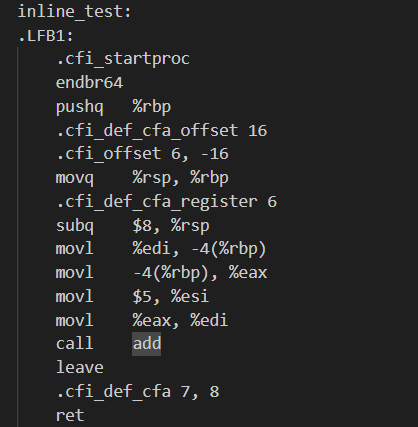 inline_test:
.LFB1:
.cfi_startproc
endbr64
pushq %rbp
.cfi_def_cfa_offset 16
.cfi_offset 6, -16
movq %rsp, %rbp
.cfi_def_cfa_register 6
subq $8, %rsp
movl %edi, -4(%rbp)
movl -4(%rbp), %eax
movl $5, %esi
movl %eax, %edi
call add
leave
.cfi_def_cfa 7, 8
ret